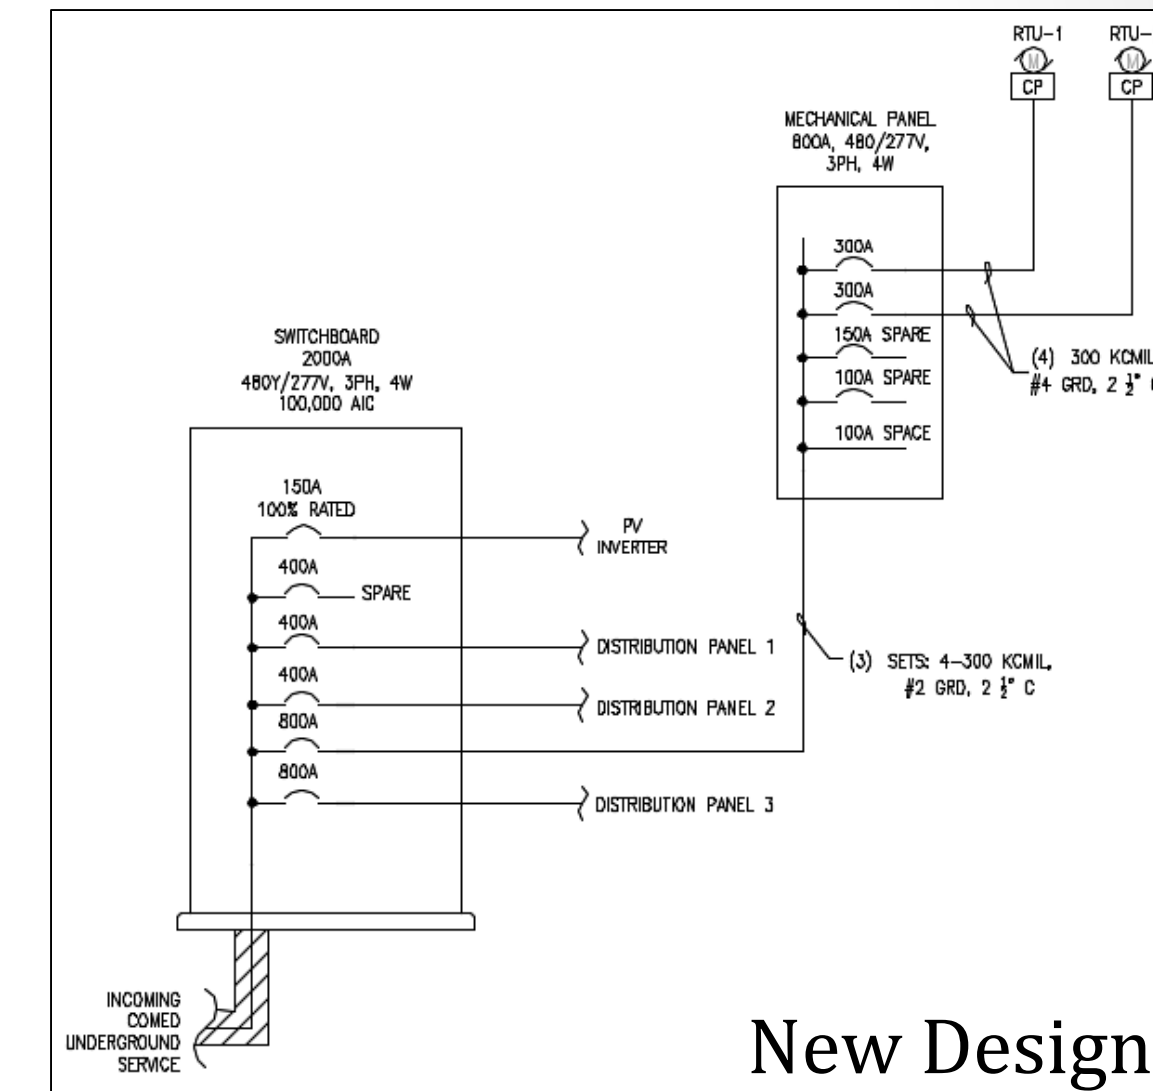 RTU-1
RTU-
M
M
CP
CP
MECHANICAL PANEL
800A, 480/277V,
3PH, 4W
300A
300A
150A SPARE
100A SPARE
100A SPACE
(4) 300 KCMIL
#4 GRD, 2 ½" C
SWITCHBOARD
2000A
480Y/277V, 3PH, 4W
100,000 AIC
150A
100% RATED
PV
INVERTER
400A
SPARE
400A
DISTRIBUTION PANEL 1
400A
DISTRIBUTION PANEL 2
800A
800A
DISTRIBUTION PANEL 3
(3) SETS: 4-300 KCMIL,
#2 GRD, 2 ½" C
INCOMING
COMED
UNDERGROUND
SERVICE
New Design